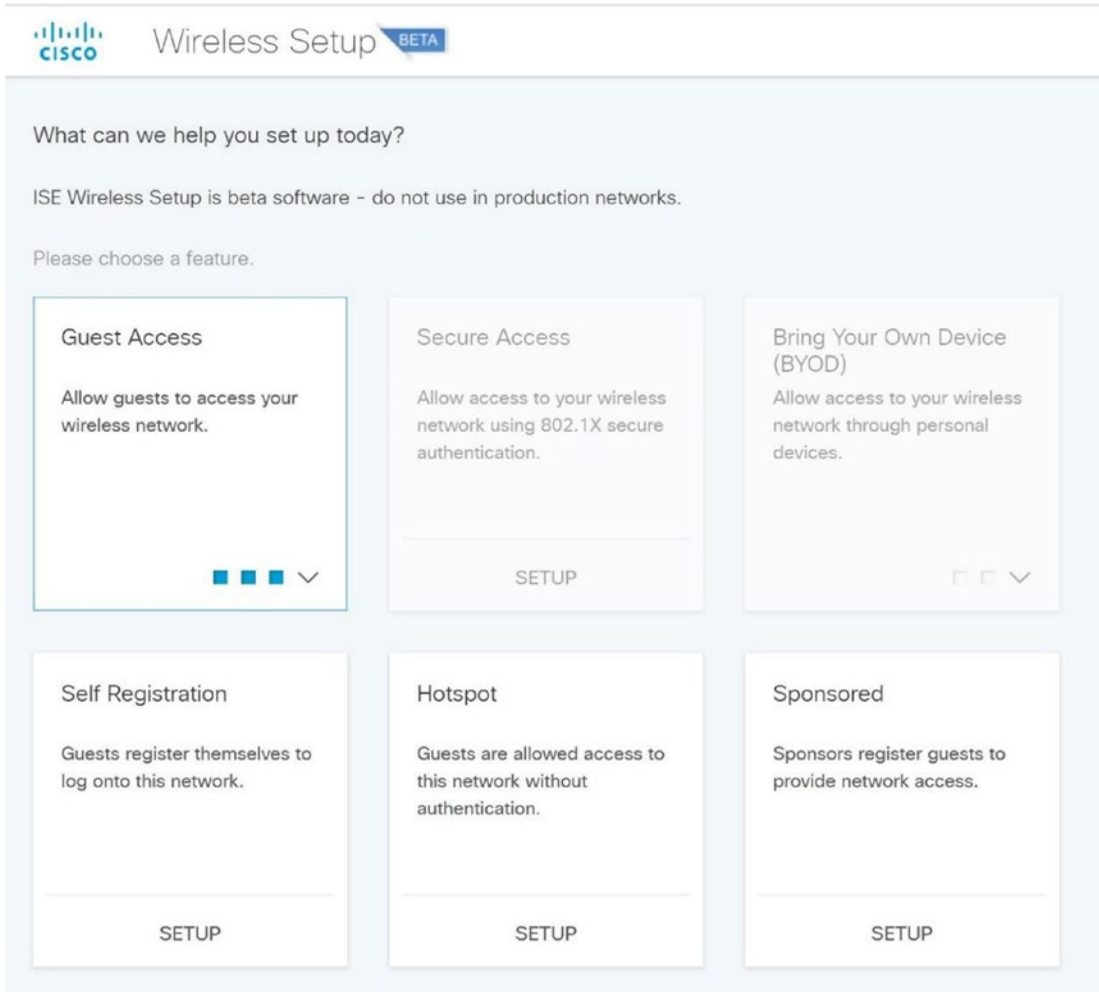 CISCO
Wireless Setup BETA
What can we help you set up today?
ISE Wireless Setup is beta software - do not use in production networks.
Please choose a feature.
Guest Access
Allow guests to access your
wireless network.
Secure Access
Allow access to your wireless
network using 802.1X secure
authentication.
SETUP
Bring Your Own Device
(BYOD)
Allow access to your wireless
network through personal
devices.
Self Registration
Guests register themselves to
log onto this network.
SETUP
Hotspot
Guests are allowed access to
this network without
authentication.
SETUP
Sponsored
Sponsors register guests to
provide network access.
SETUP